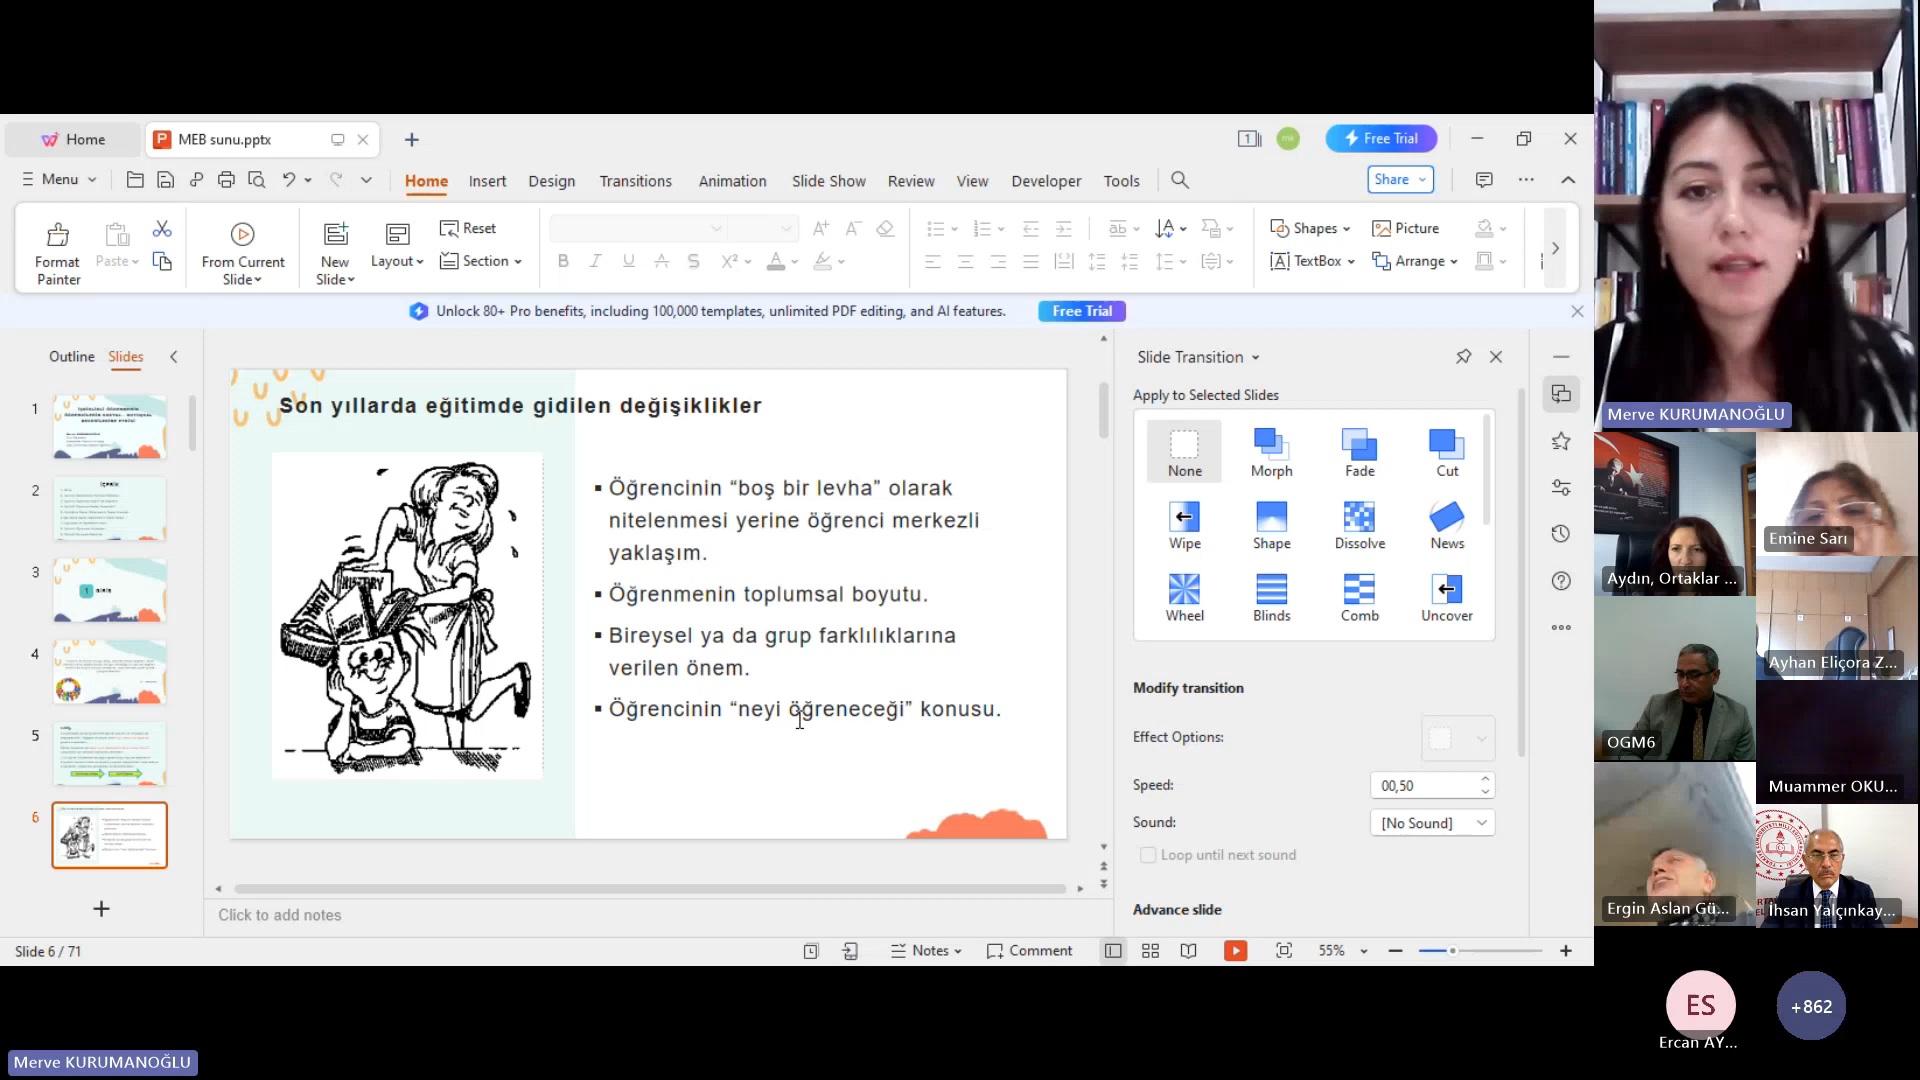 Home
MEB sunu.pptx
Free Trial
Menu
Home Insert Design Transitions Animation Slide Show Review View Developer Tools
Share
Format Painter
Paste
From Current Slide
New Slide
Layout
Reset
Section
Shapes
Picture
TextBox
Arrange
Unlock 80+ Pro benefits, including 100,000 templates, unlimited PDF editing, and AI features.
Free Trial
Outline Slides
1
2
3
4
5
6
Son yıllarda eğitimde gidilen değişiklikler
HISTORY
▪ Öğrencinin “boş bir levha” olarak
nitelenmesi yerine öğrenci merkezli
yaklaşım.
▪ Öğrenmenin toplumsal boyutu.
▪ Bireysel ya da grup farklılıklarına
verilen önem.
▪ Öğrencinin “neyi öğreneceği” konusu.
Click to add notes
Slide Transition
Apply to Selected Slides
None Morph Fade Cut
Wipe Shape Dissolve News
Wheel Blinds Comb Uncover
Modify transition
Effect Options:
Speed: 00,50
Sound: [No Sound]
Loop until next sound
Advance slide
Slide 6 / 71
Notes
Comment
55%
Merve KURUMANOĞLU
Aydın, Ortaklar ...
Emine Sarı
Ayhan Eliçora Z...
OGM6
Muammer OKU...
Ergin Aslan Gü...
İhsan Yalçınkay...
ES
Ercan AY...
+862
Merve KURUMANOĞLU